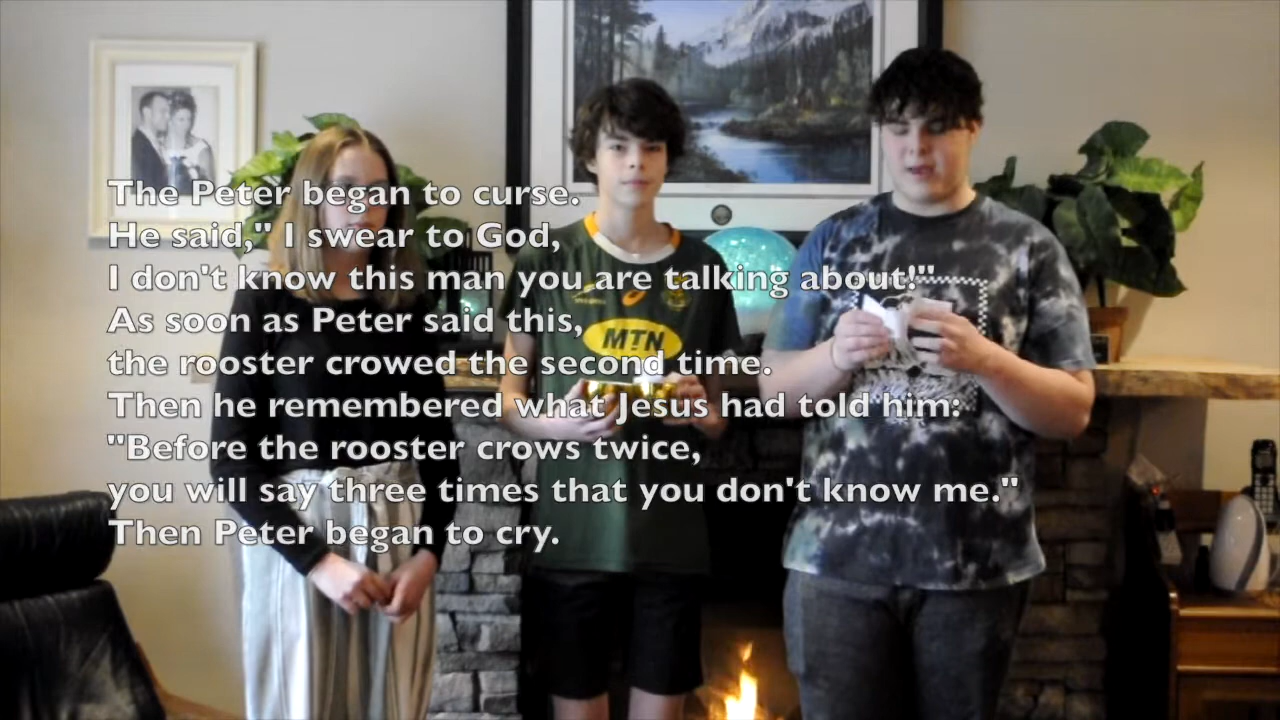 The Peter began to curse.
He said," I swear to God,
I don't know this man you are talking about!"
As soon as Peter said this,
the rooster crowed the second time.
Then he remembered what Jesus had told him:
"Before the rooster crows twice,
you will say three times that you don't know me."
Then Peter began to cry.
MTN